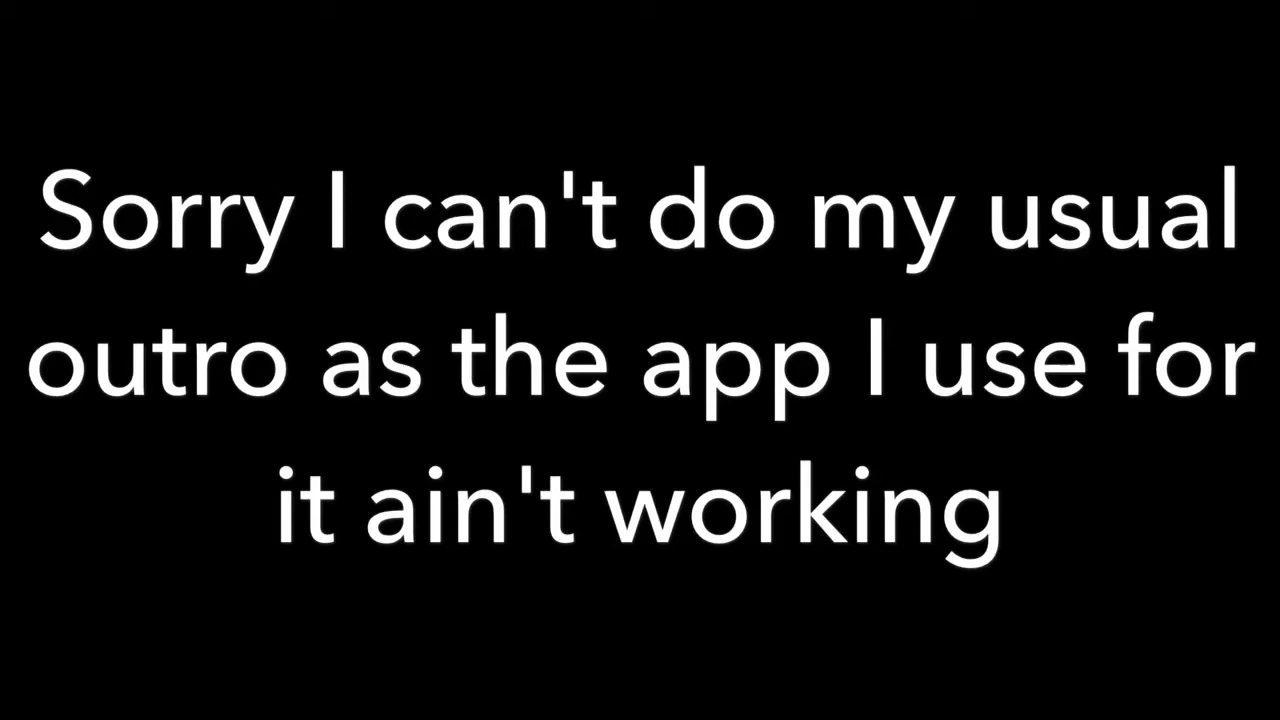 Sorry I can't do my usual
outro as the app I use for
it ain't working